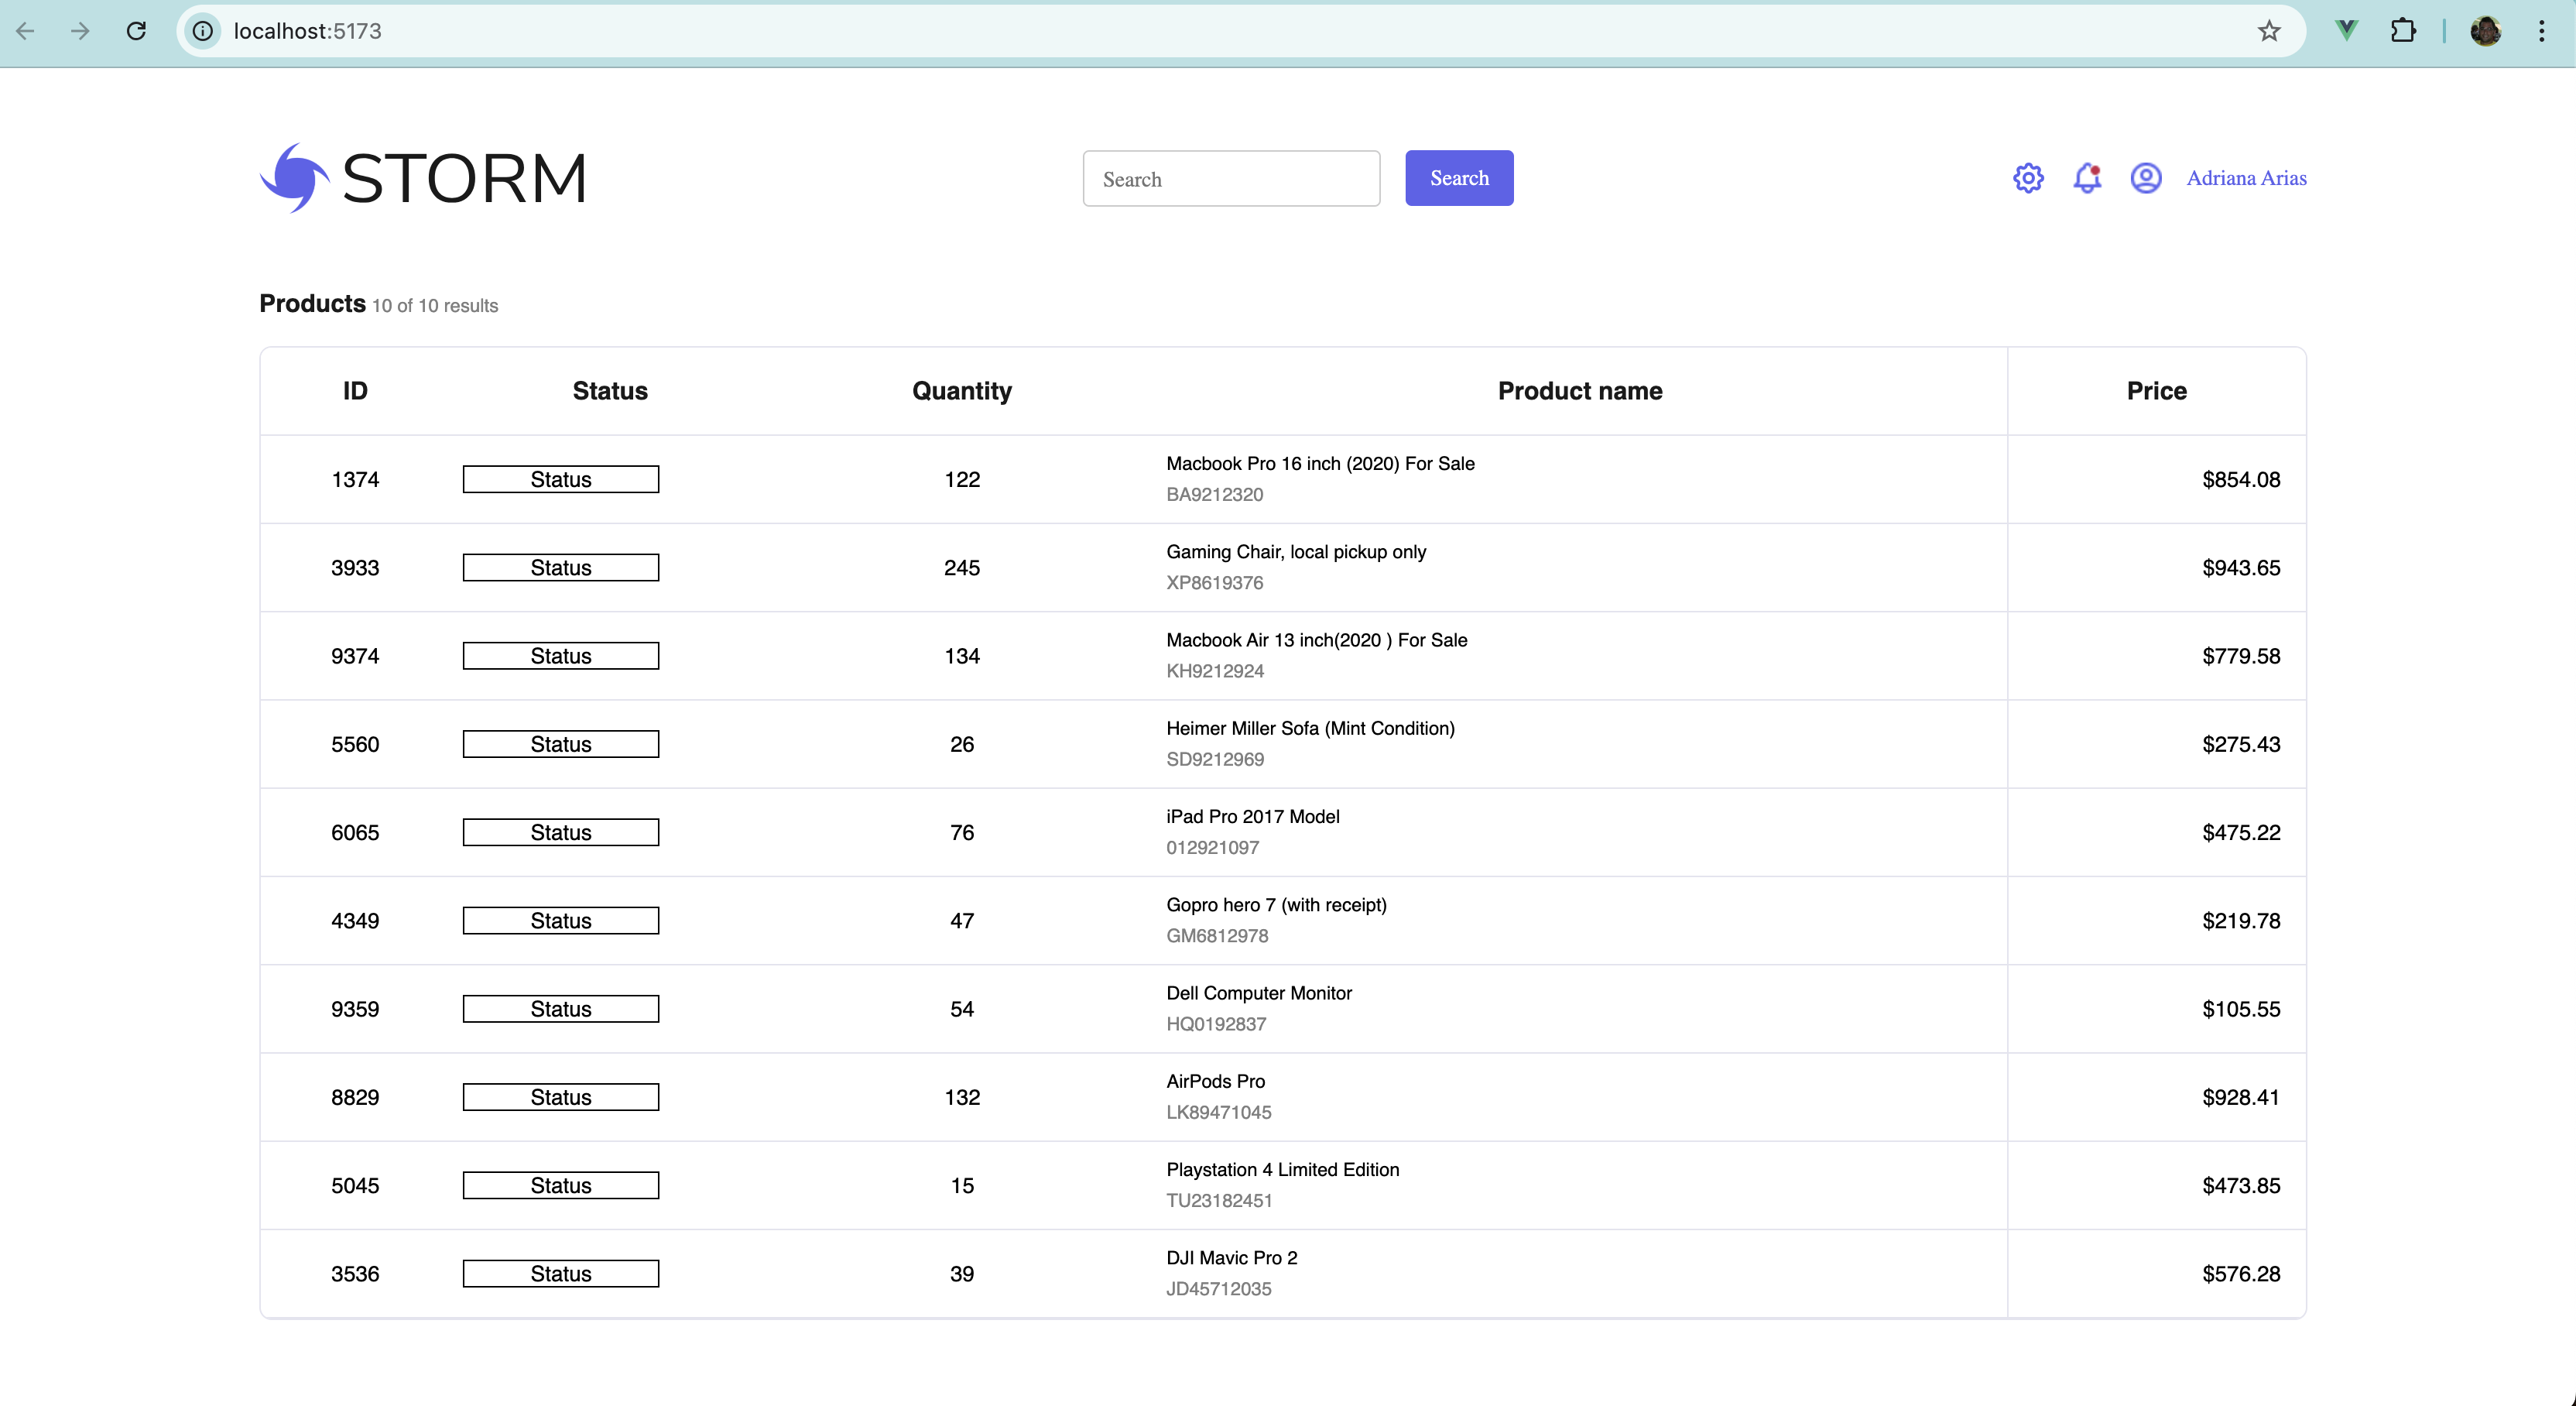 localhost:5173
STORM
Search
Search
Adriana Arias
Products 10 of 10 results
ID Status Quantity Product name Price
1374 Status 122 Macbook Pro 16 inch (2020) For Sale $854.08
BA9212320
3933 Status 245 Gaming Chair, local pickup only $943.65
XP8619376
9374 Status 134 Macbook Air 13 inch(2020 ) For Sale $779.58
KH9212924
5560 Status 26 Heimer Miller Sofa (Mint Condition) $275.43
SD9212969
6065 Status 76 iPad Pro 2017 Model $475.22
012921097
4349 Status 47 Gopro hero 7 (with receipt) $219.78
GM6812978
9359 Status 54 Dell Computer Monitor $105.55
HQ0192837
8829 Status 132 AirPods Pro $928.41
LK89471045
5045 Status 15 Playstation 4 Limited Edition $473.85
TU23182451
3536 Status 39 DJI Mavic Pro 2 $576.28
JD45712035